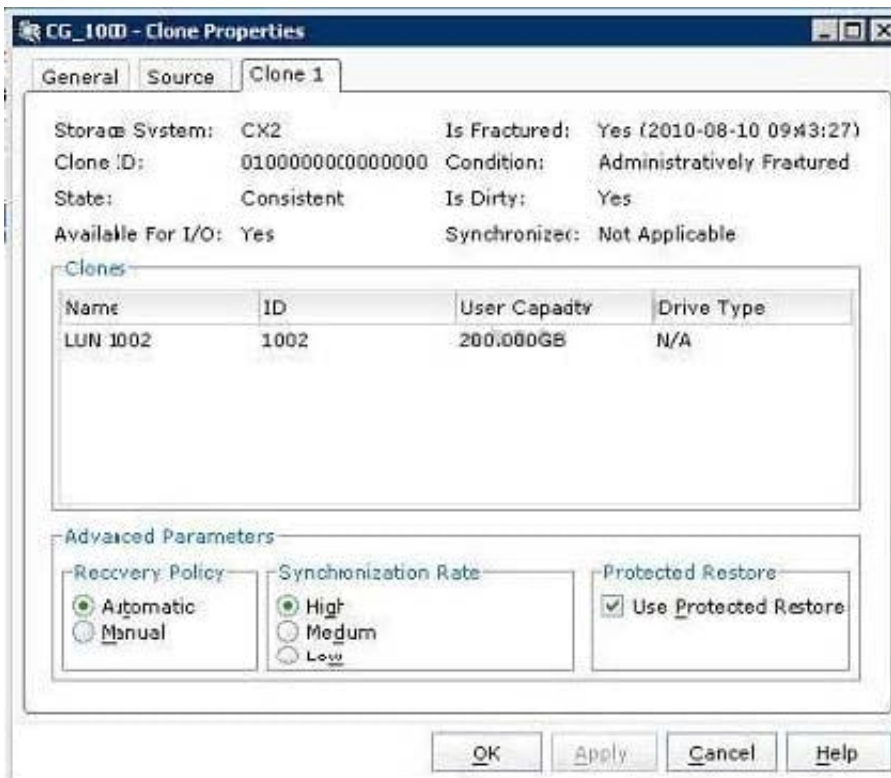 CG_1000 - Clone Properties
General Source Clone 1
Storage System: CX2 Is Fractured: Yes (2010-08-10 09:43:27)
Clone ID: 0100000000000000 Condition: Administratively Fractured
State: Consistent Is Dirty: Yes
Available For I/O: Yes Synchronized: Not Applicable
Clones
Name ID User Capacity Drive Type
LUN 1002 1002 200.000GB N/A
Advanced Parameters
Recovery Policy Synchronization Rate Protected Restore
Automatic High Use Protected Restore
Manual Medium
Low
OK Apply Cancel Help